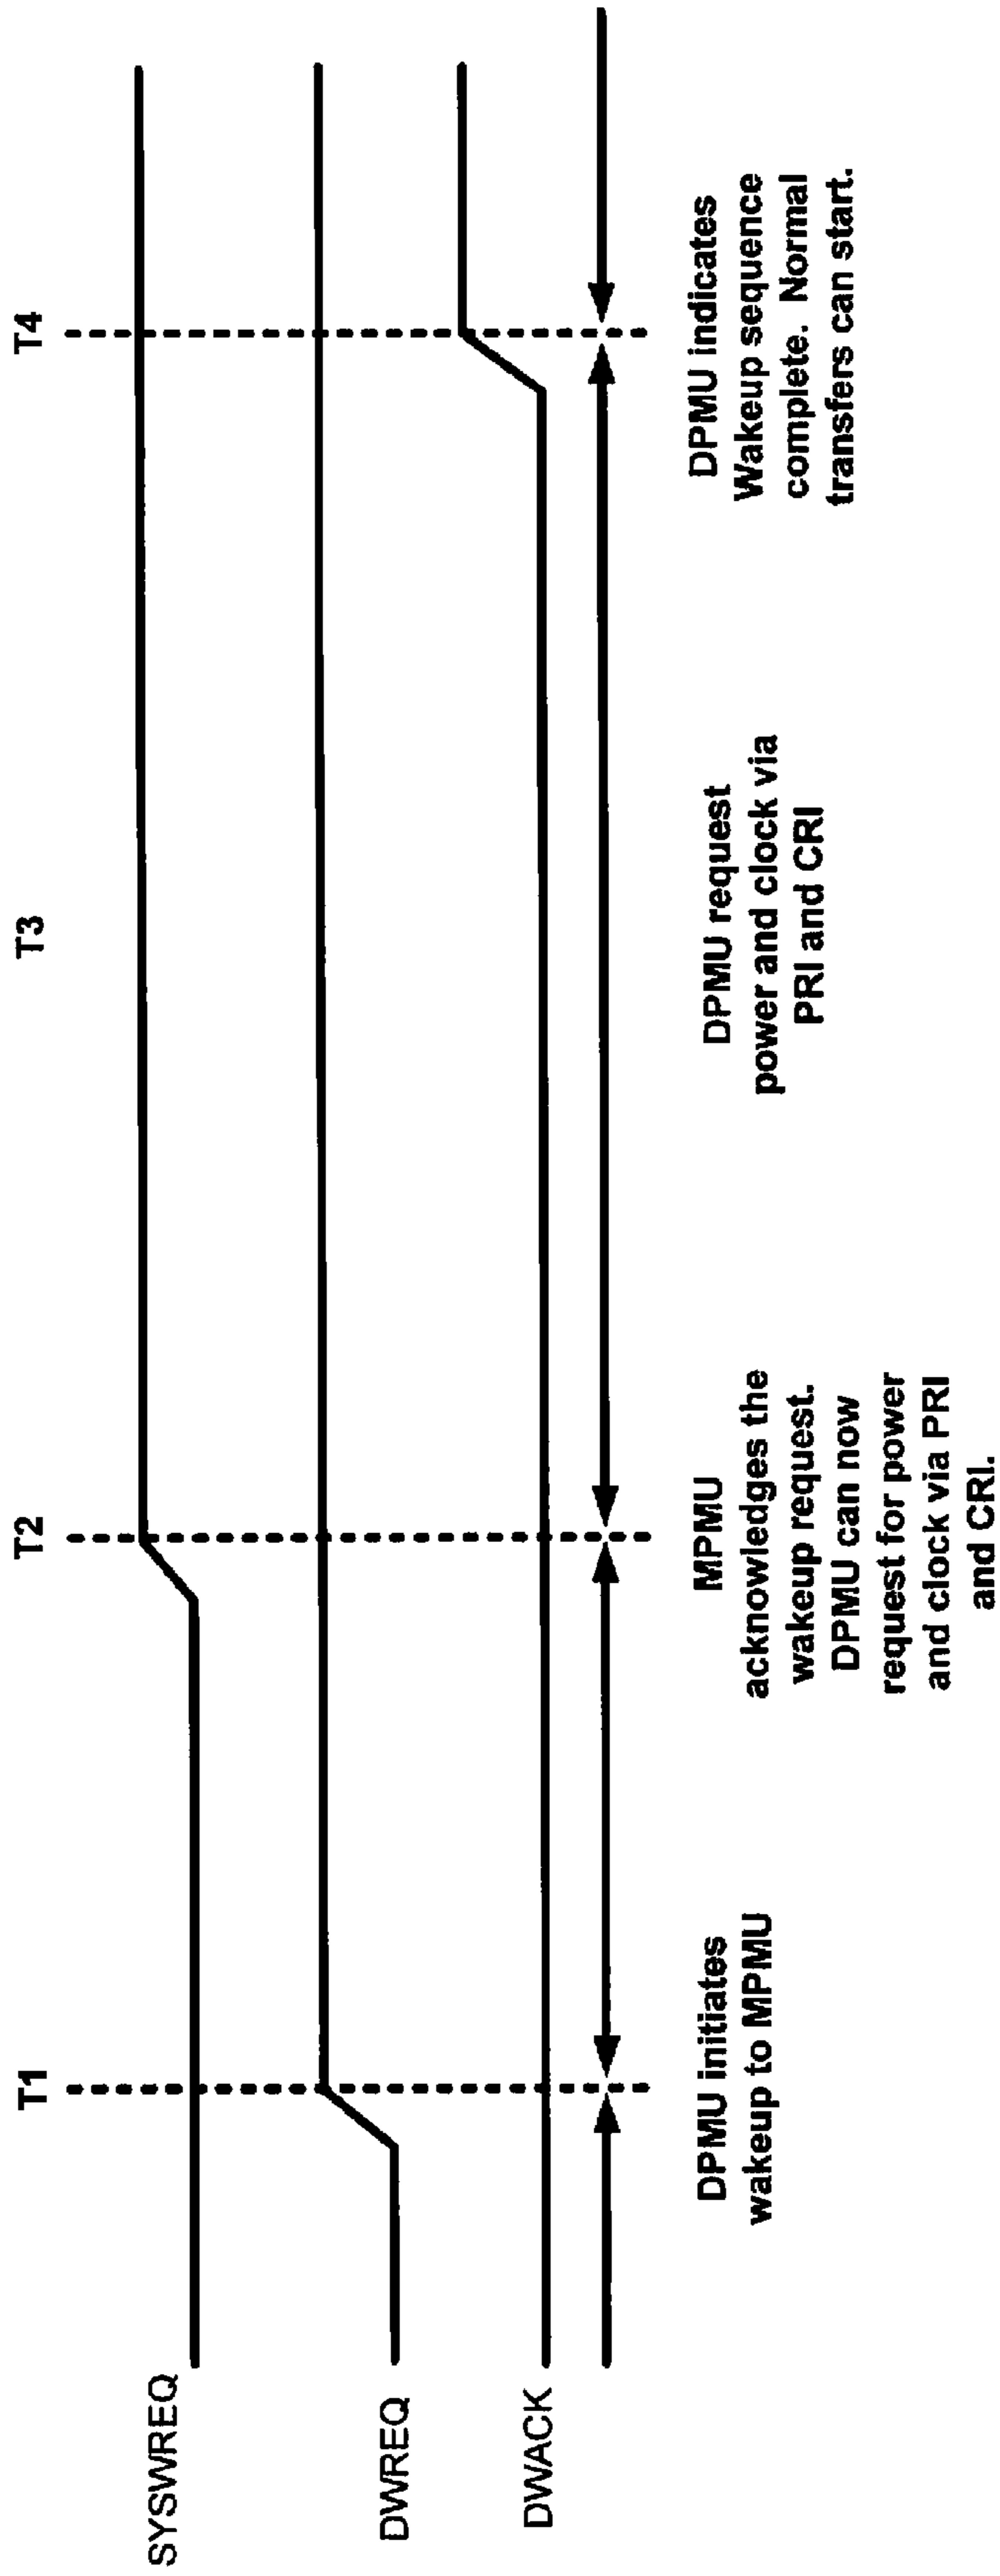 T1
T2
T3
T4
SYSWREQ
DWREQ
DWACK
DPMU initiates
wakeup to MPMU
MPMU
acknowledges the
wakeup request.
DPMU can now
request for power
and clock via PRI
and CRI.
DPMU request
power and clock via
PRI and CRI
DPMU indicates
Wakeup sequence
complete. Normal
transfers can start.